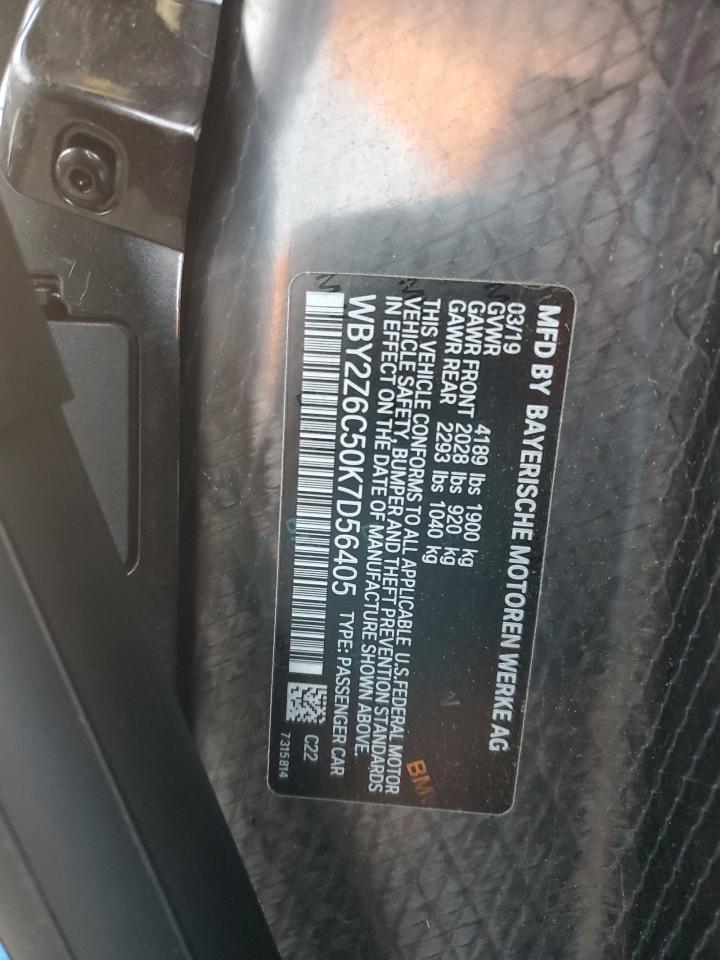 MFD BY BAYERISCHE MOTOREN WERKE AG
03/19
GVWR 4189 lbs 1900 kg
GAWR FRONT 2028 lbs 920 kg
GAWR REAR 2293 lbs 1040 kg
THIS VEHICLE CONFORMS TO ALL APPLICABLE U.S.FEDERAL MOTOR
VEHICLE SAFETY, BUMPER AND THEFT PREVENTION STANDARDS
IN EFFECT ON THE DATE OF MANUFACTURE SHOWN ABOVE.
WBY2Z6C50K7D56405 TYPE: PASSENGER CAR
C22
7315814